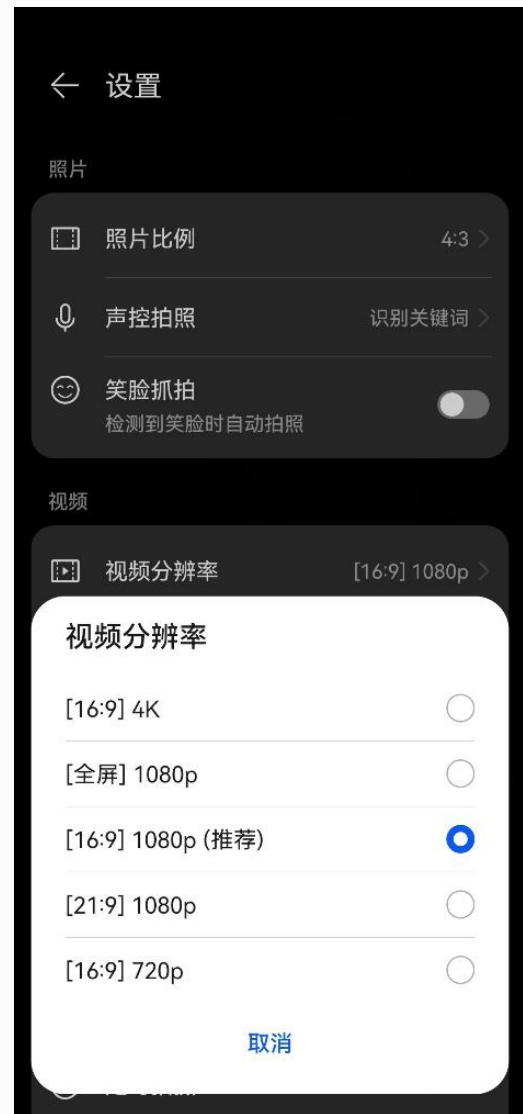 设置
照片
照片比例
4:3
声控拍照
识别关键词
笑脸抓拍
检测到笑脸时自动拍照
视频
视频分辨率
[16:9] 1080p
视频分辨率
[16:9] 4K
[全屏] 1080p
[16:9] 1080p (推荐)
[21:9] 1080p
[16:9] 720p
取消